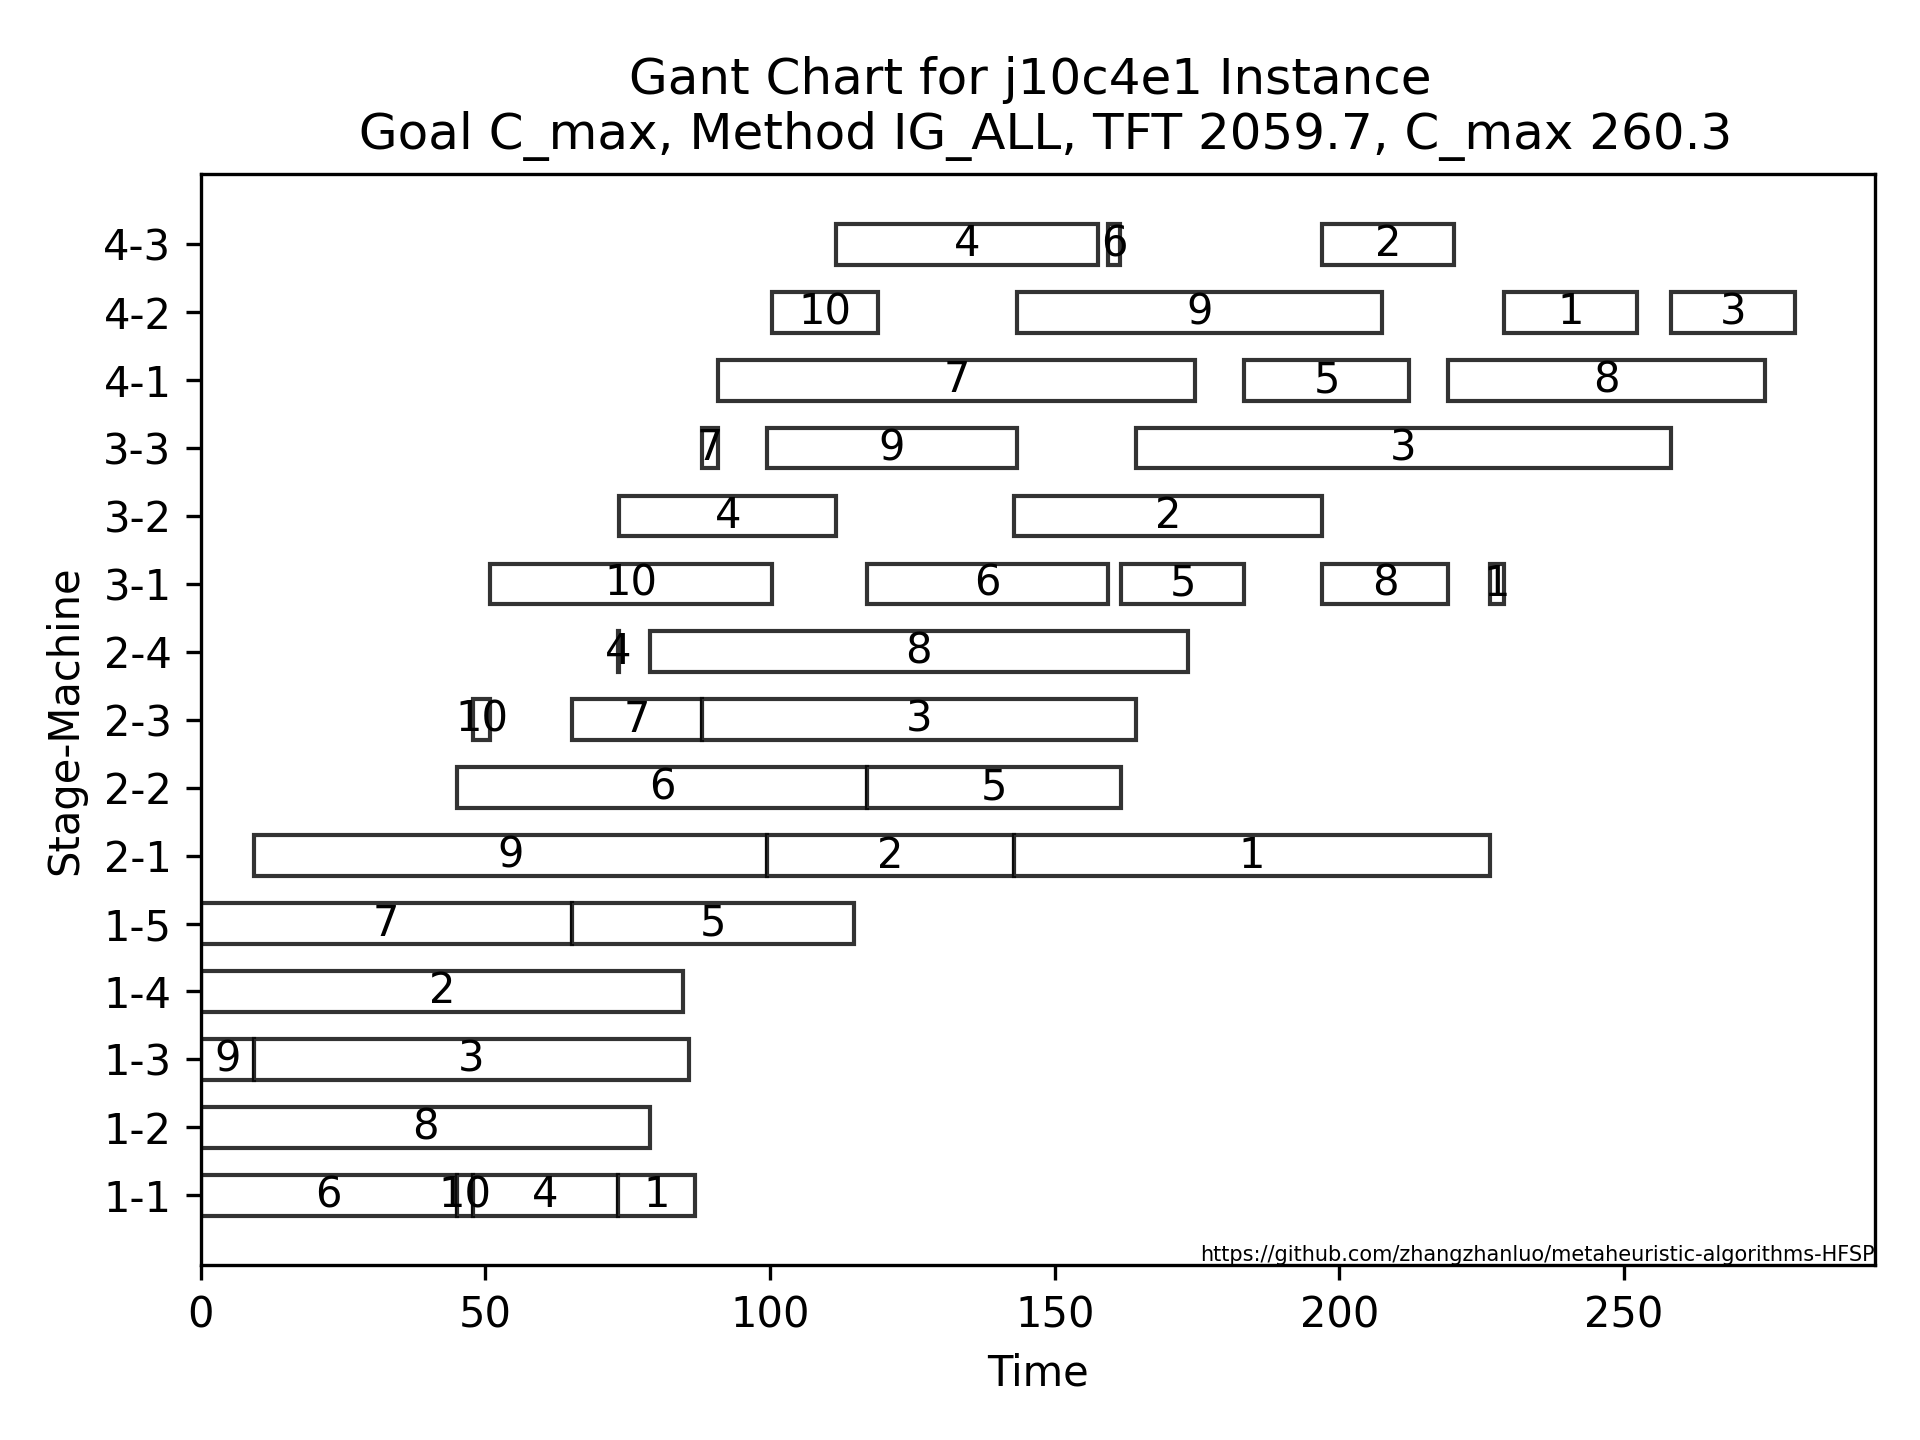 Gant Chart for j10c4e1 Instance
Goal C_max, Method IG_ALL, TFT 2059.7, C_max 260.3
4-3 4 6 2
4-2 10 9 1 3
4-1 7 5 8
3-3 7 9 3
3-2 4 2
3-1 10 6 5 8 1
2-4 4 8
2-3 10 7 3
2-2 6 5
2-1 9 2 1
1-5 7 5
1-4 2
1-3 9 3
1-2 8
1-1 6 10 4 1
Stage-Machine
https://github.com/zhangzhanluo/metaheuristic-algorithms-HFSP
0 50 100 150 200 250
Time